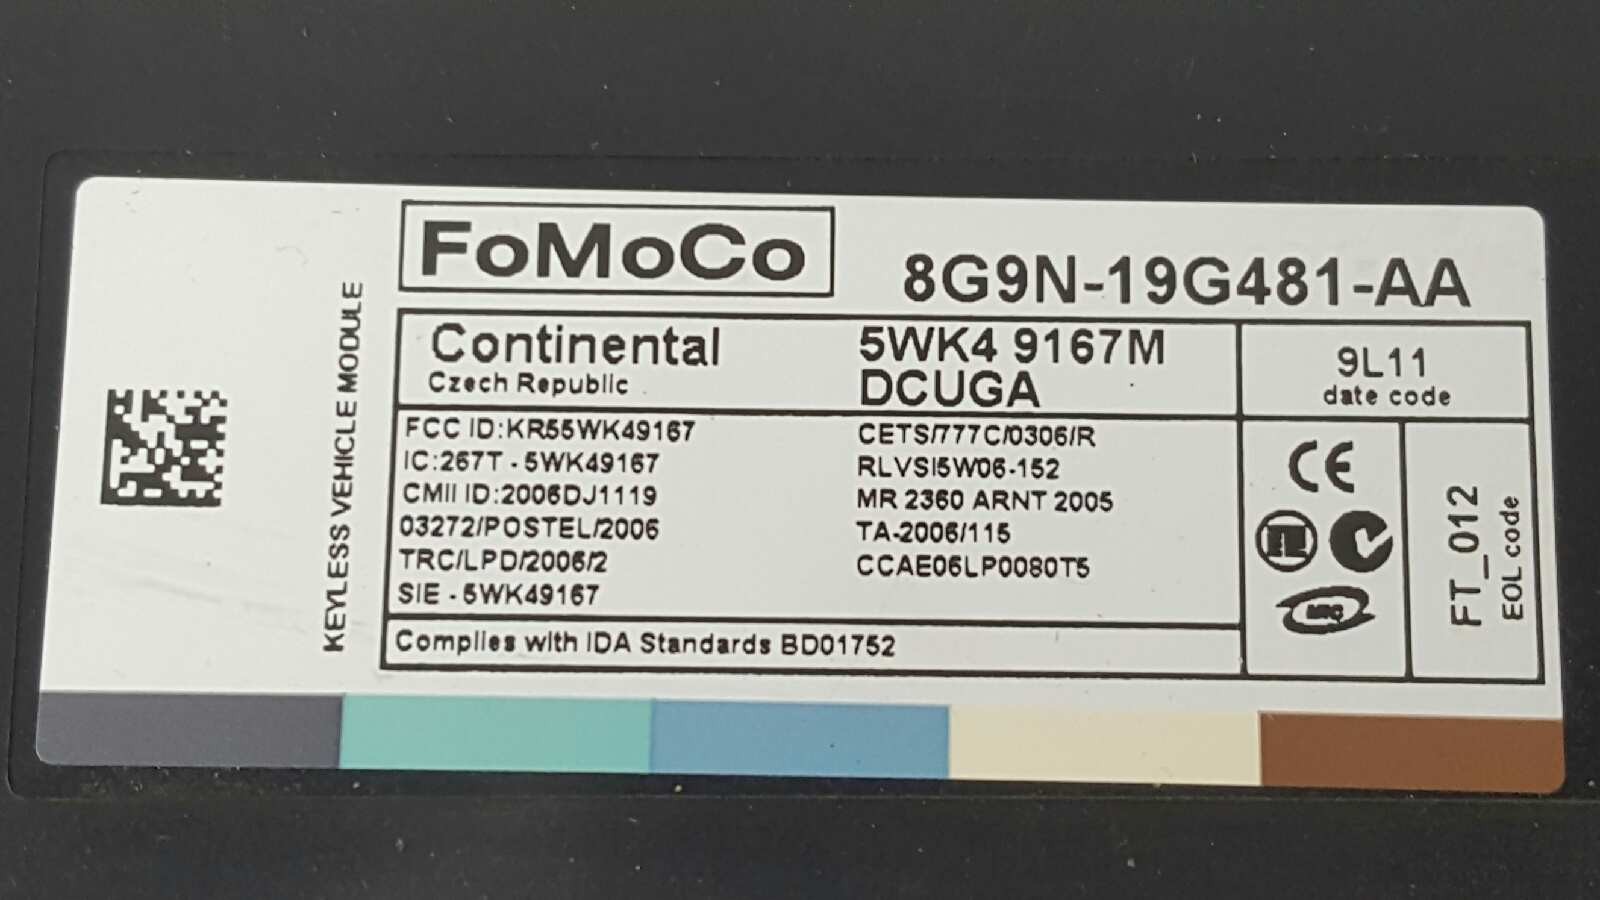 FoMoCo
8G9N-19G481-AA
KEYLESS VEHICLE MODULE
Continental
Czech Republic
5WK4 9167M
DCUGA
9L11
date code
FCC ID:KR55WK49167
IC:267T - 5WK49167
CMII ID:2006DJ1119
03272/POSTEL/2006
TRC/LPD/2006/2
SIE - 5WK49167
CETS/777C/0306/R
RLVSI5W06-152
MR 2360 ARNT 2005
TA-2006/115
CCAE06LP0080T5
Complies with IDA Standards BD01752
CE
FT_012
EOL code